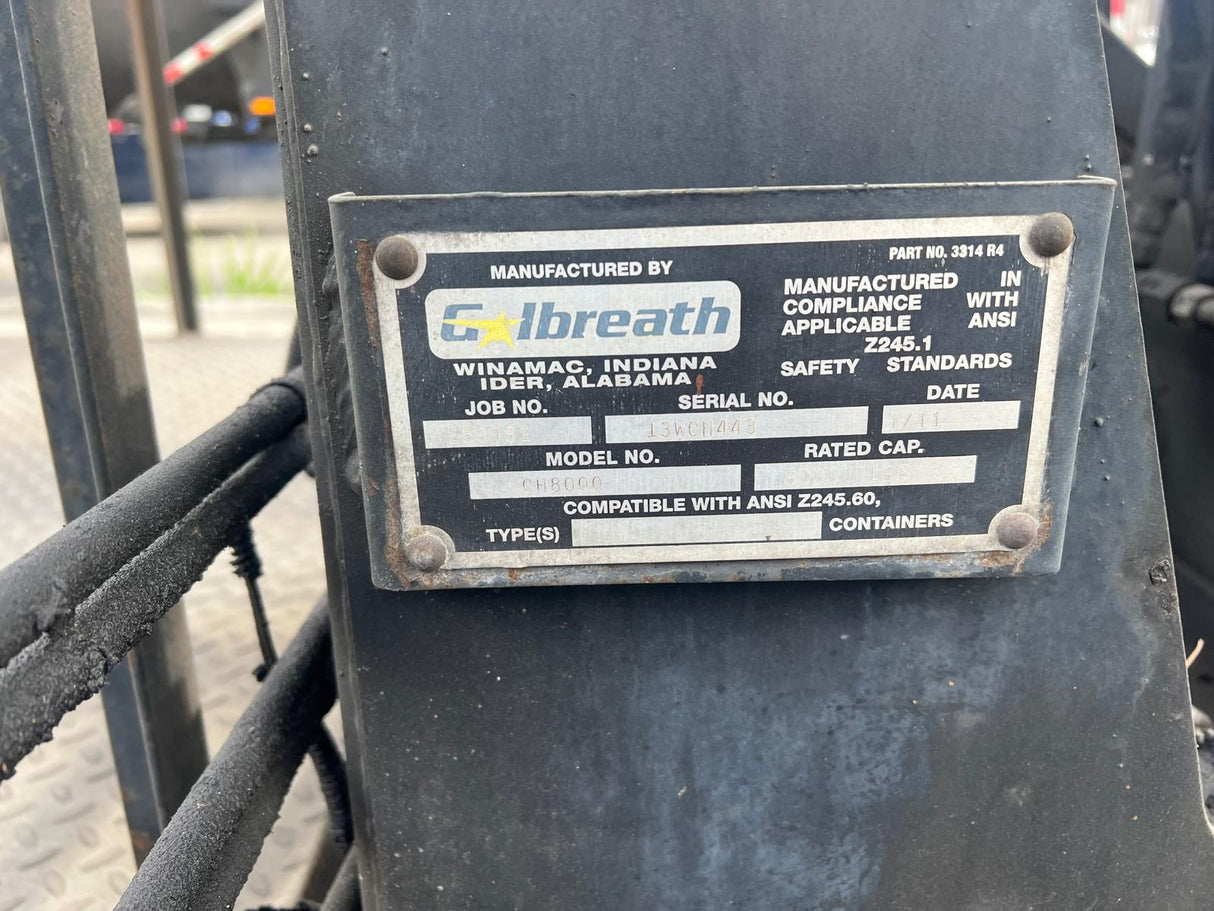 PART NO. 3314 R4
MANUFACTURED BY
Galbreath
WINAMAC, INDIANA
IDER, ALABAMA
MANUFACTURED IN
COMPLIANCE WITH
APPLICABLE ANSI
Z245.1
SAFETY STANDARDS
JOB NO.
SERIAL NO.
13WCH443
DATE
MODEL NO.
CH8000
RATED CAP.
COMPATIBLE WITH ANSI Z245.60,
TYPE(S)
CONTAINERS